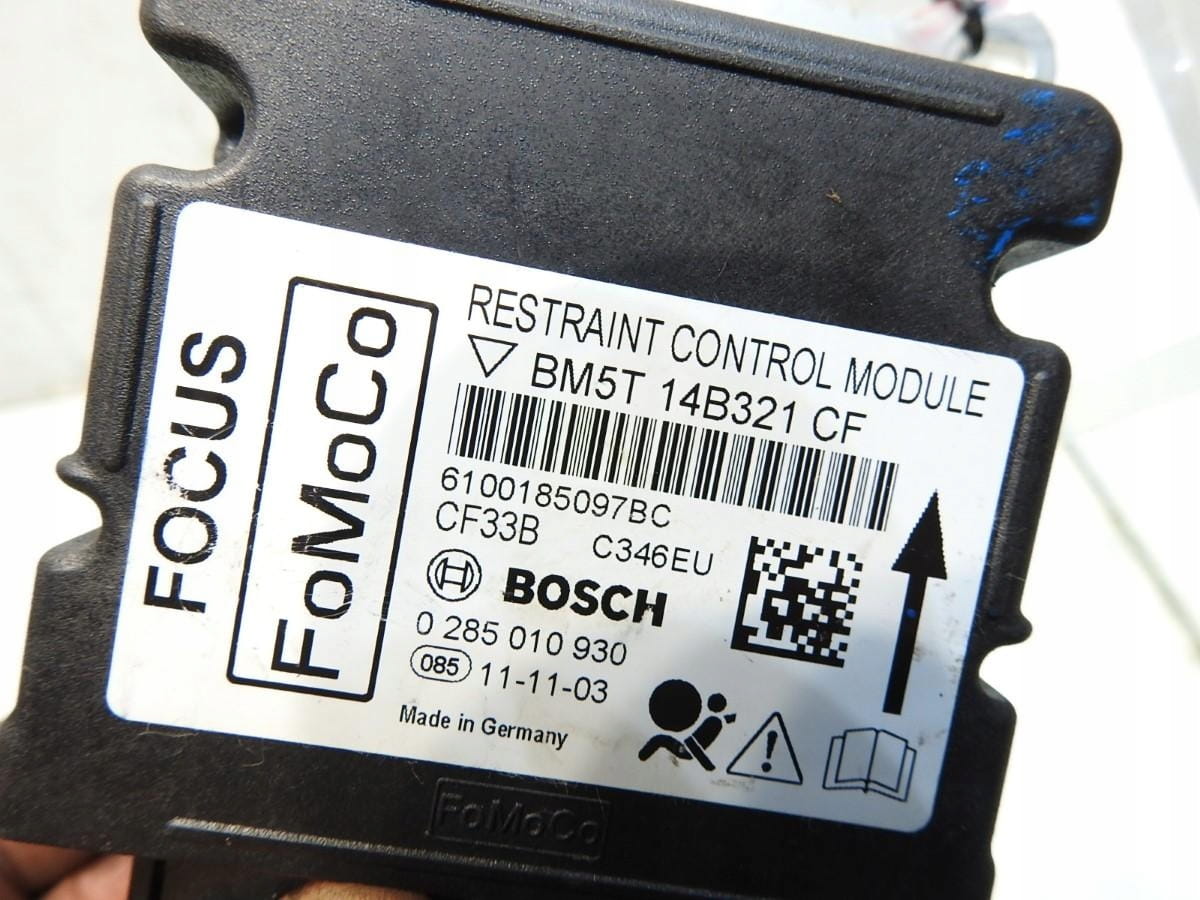 RESTRAINT CONTROL MODULE
BM5T 14B321 CF
6100185097BC
CF33B C346EU
BOSCH
0 285 010 930
085 11-11-03
Made in Germany
FOCUS
FoMoCo
FoMoCo